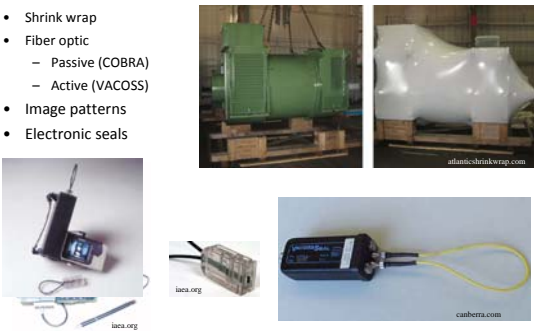 • Shrink wrap
• Fiber optic
– Passive (COBRA)
– Active (VACOSS)
• Image patterns
• Electronic seals
atlanticshrinkwrap.com
iaea.org
iaea.org
canberra.com